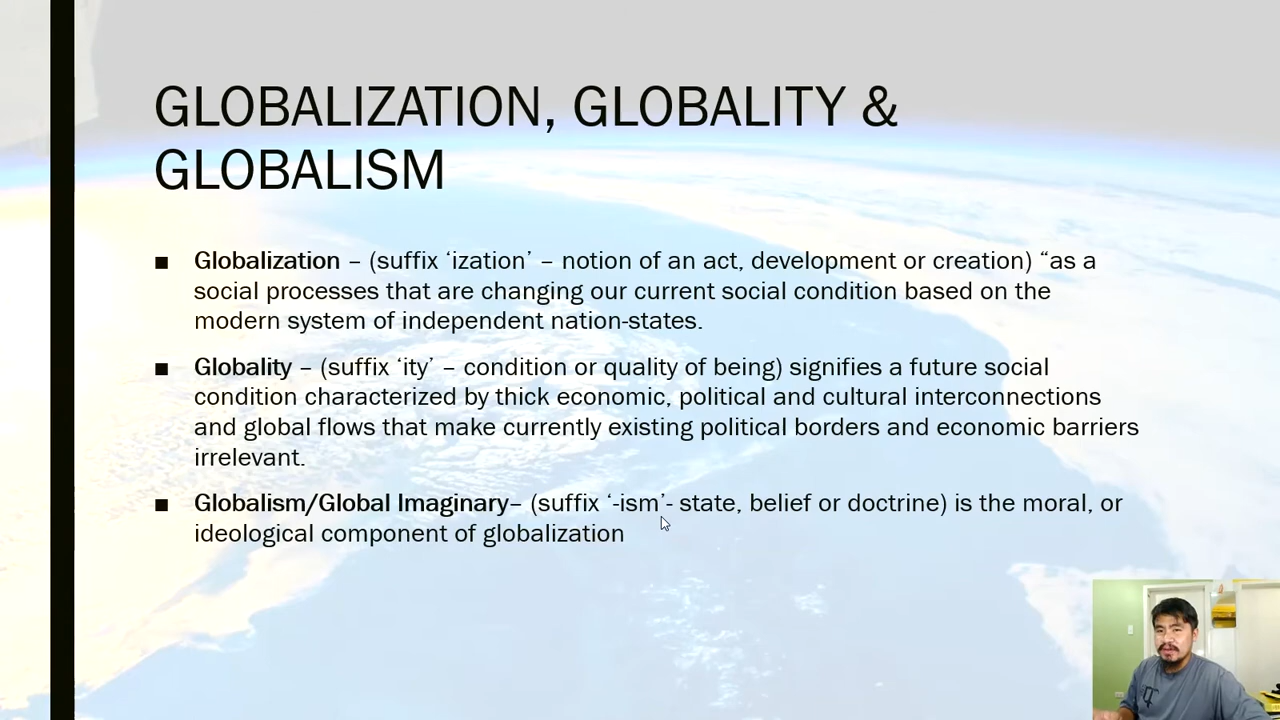 GLOBALIZATION, GLOBALITY &
GLOBALISM
■ Globalization – (suffix ‘ization’ – notion of an act, development or creation) “as a
social processes that are changing our current social condition based on the
modern system of independent nation-states.
■ Globality – (suffix ‘ity’ – condition or quality of being) signifies a future social
condition characterized by thick economic, political and cultural interconnections
and global flows that make currently existing political borders and economic barriers
irrelevant.
■ Globalism/Global Imaginary– (suffix ‘-ism’- state, belief or doctrine) is the moral, or
ideological component of globalization